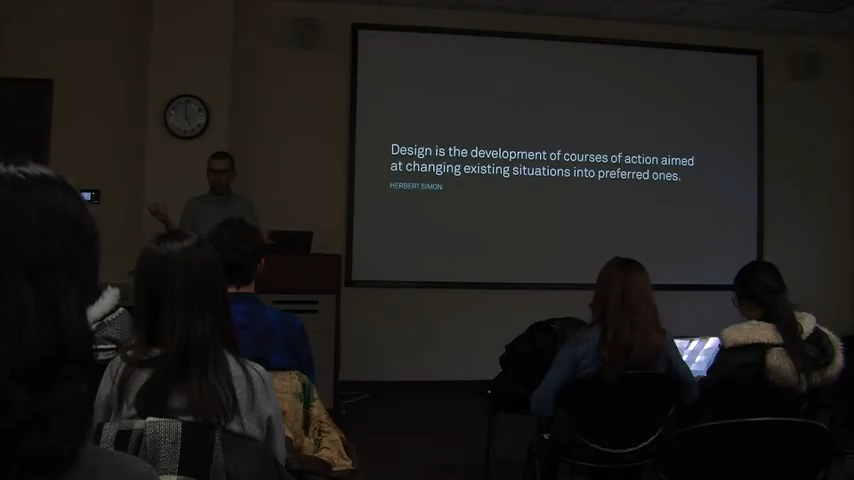 Design is the development of courses of action aimed
at changing existing situations into preferred ones.
HERBERT SIMON